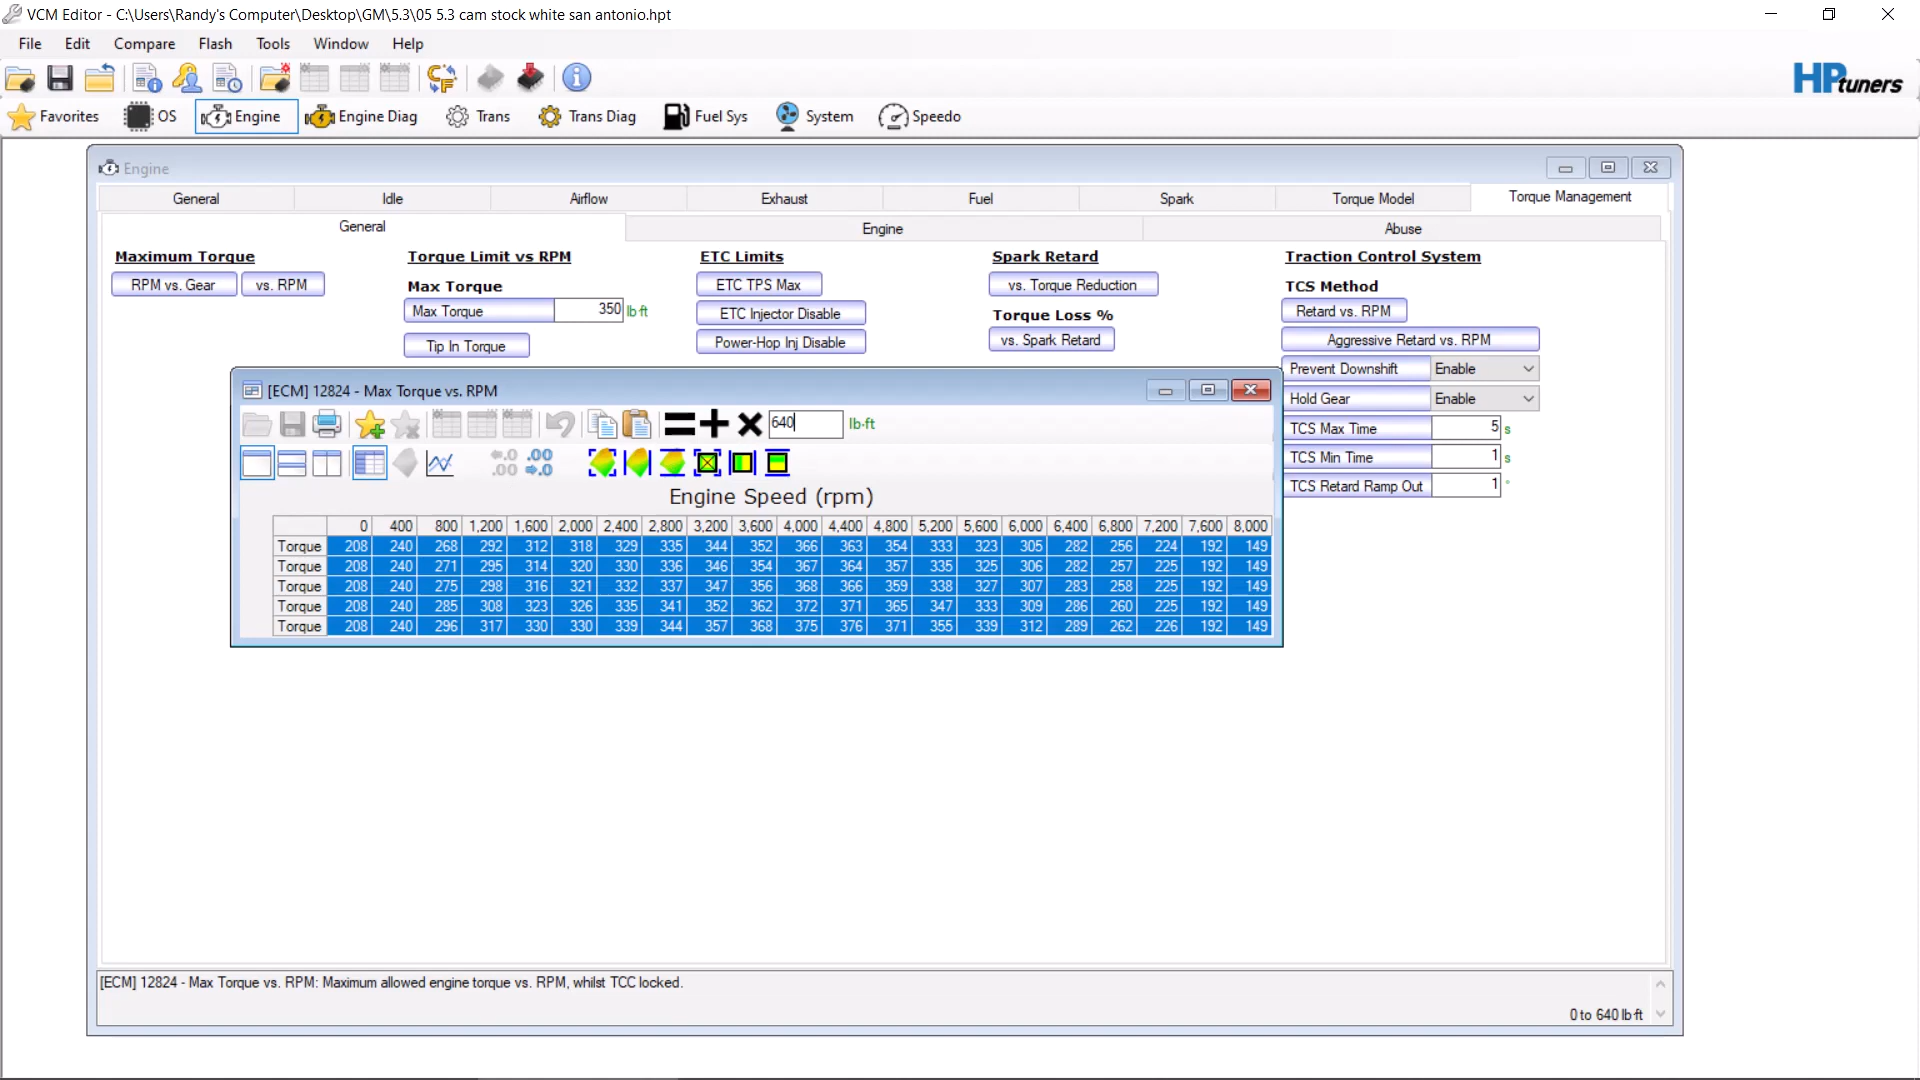 VCM Editor - C:\Users\Randy's Computer\Desktop\GM\5.3\05 5.3 cam stock white san antonio.hpt
File Edit Compare Flash Tools Window Help
HPtuners
Favorites OS Engine Engine Diag Trans Trans Diag Fuel Sys System Speedo
Engine
General Idle Airflow Exhaust Fuel Spark Torque Model Torque Management
General Engine Abuse
Maximum Torque
RPM vs. Gear vs. RPM
Torque Limit vs RPM
Max Torque
Max Torque 350 lb·ft
Tip In Torque
ETC Limits
ETC TPS Max
ETC Injector Disable
Power-Hop Inj Disable
Spark Retard
vs. Torque Reduction
Torque Loss %
vs. Spark Retard
Traction Control System
TCS Method
Retard vs. RPM
Aggressive Retard vs. RPM
Prevent Downshift Enable
Hold Gear Enable
TCS Max Time 5 s
TCS Min Time 1 s
TCS Retard Ramp Out 1 °
[ECM] 12824 - Max Torque vs. RPM
640 lb·ft
←.0 .00
.00 →.0
Engine Speed (rpm)
0 400 800 1,200 1,600 2,000 2,400 2,800 3,200 3,600 4,000 4,400 4,800 5,200 5,600 6,000 6,400 6,800 7,200 7,600 8,000
Torque 208 240 268 292 312 318 329 335 344 352 366 363 354 333 323 305 282 256 224 192 149
Torque 208 240 271 295 314 320 330 336 346 354 367 364 357 335 325 306 282 257 225 192 149
Torque 208 240 275 298 316 321 332 337 347 356 368 366 359 338 327 307 283 258 225 192 149
Torque 208 240 285 308 323 326 335 341 352 362 372 371 365 347 333 309 286 260 225 192 149
Torque 208 240 296 317 330 330 339 344 357 368 375 376 371 355 339 312 289 262 226 192 149
[ECM] 12824 - Max Torque vs. RPM: Maximum allowed engine torque vs. RPM, whilst TCC locked.
0 to 640 lb·ft